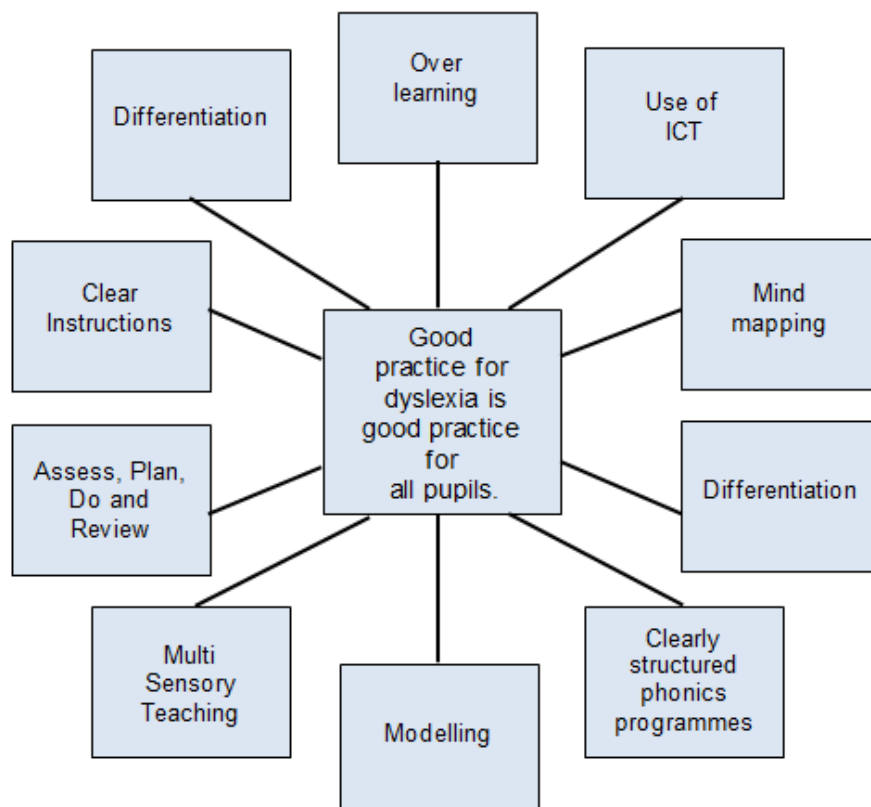 Over
learning
Differentiation
Use of
ICT
Clear
Instructions
Mind
mapping
Good
practice for
dyslexia is
good practice
for
all pupils.
Assess, Plan,
Do and
Review
Differentiation
Multi
Sensory
Teaching
Modelling
Clearly
structured
phonics
programmes